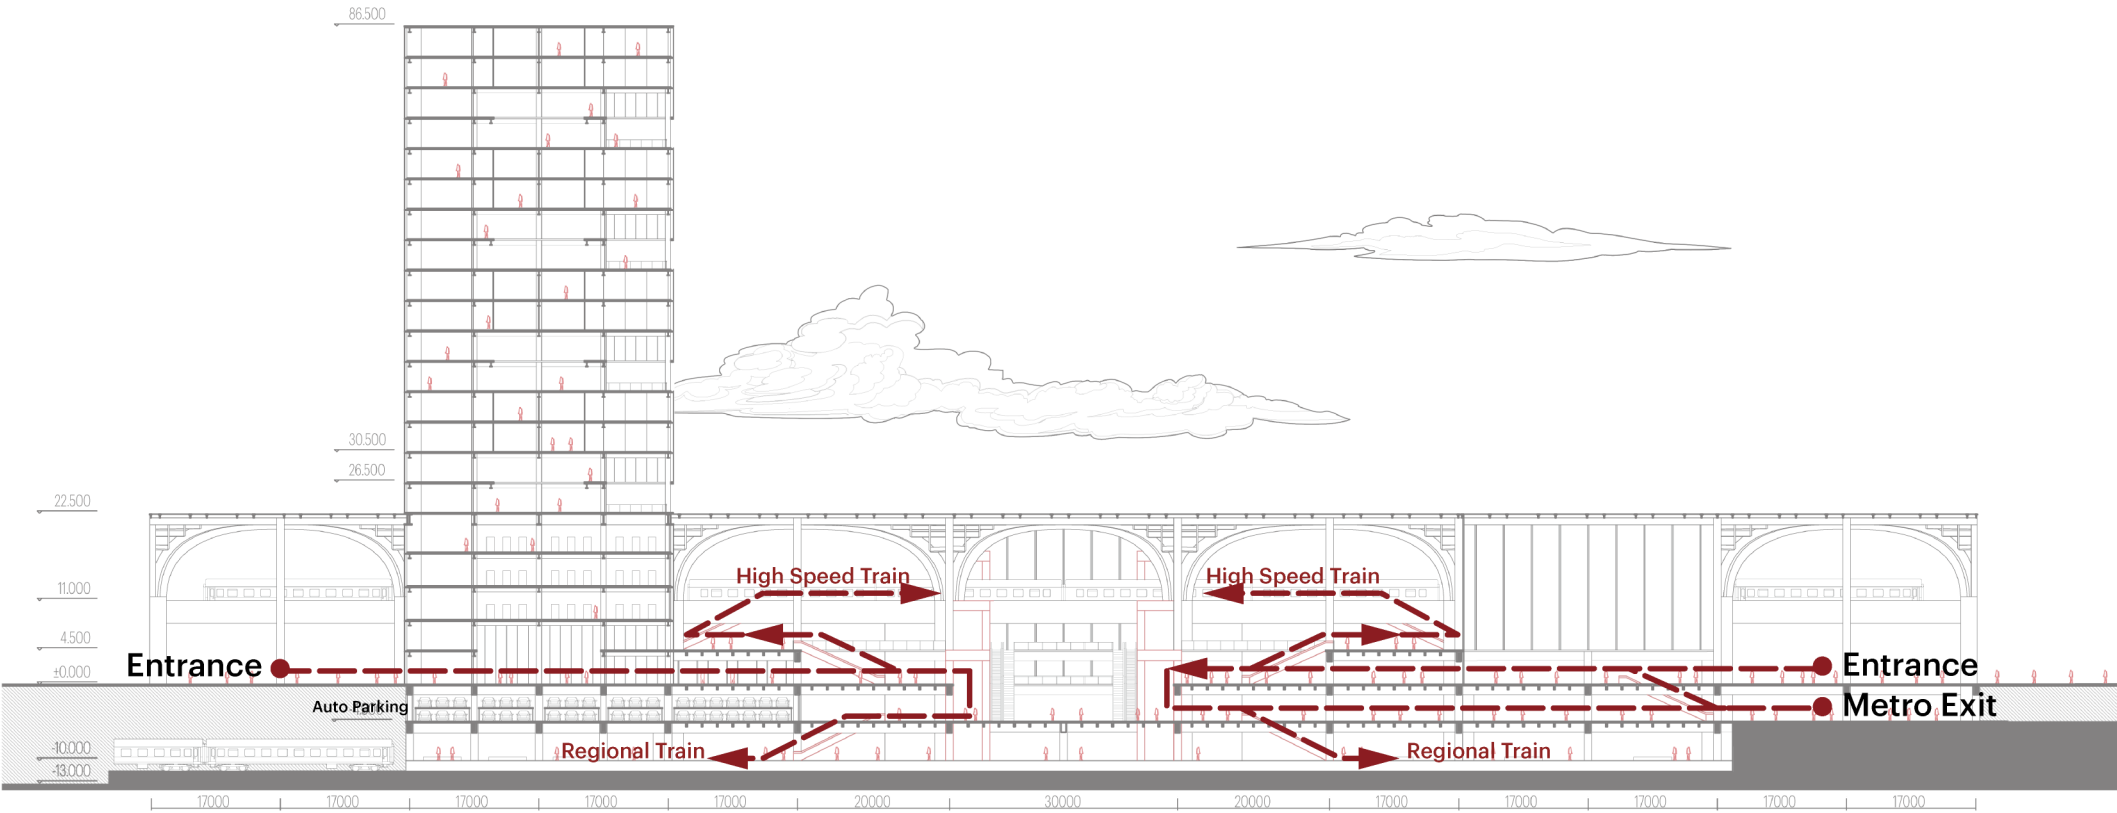 86.500
30.500
26.500
22.500
High Speed Train
High Speed Train
11.000
4.500
Entrance
Entrance
±0.000
Auto Parking
Metro Exit
Regional Train
Regional Train
-10.000
-13.000
17000 17000 17000 17000 17000 20000 30000 20000 17000 17000 17000 17000 17000